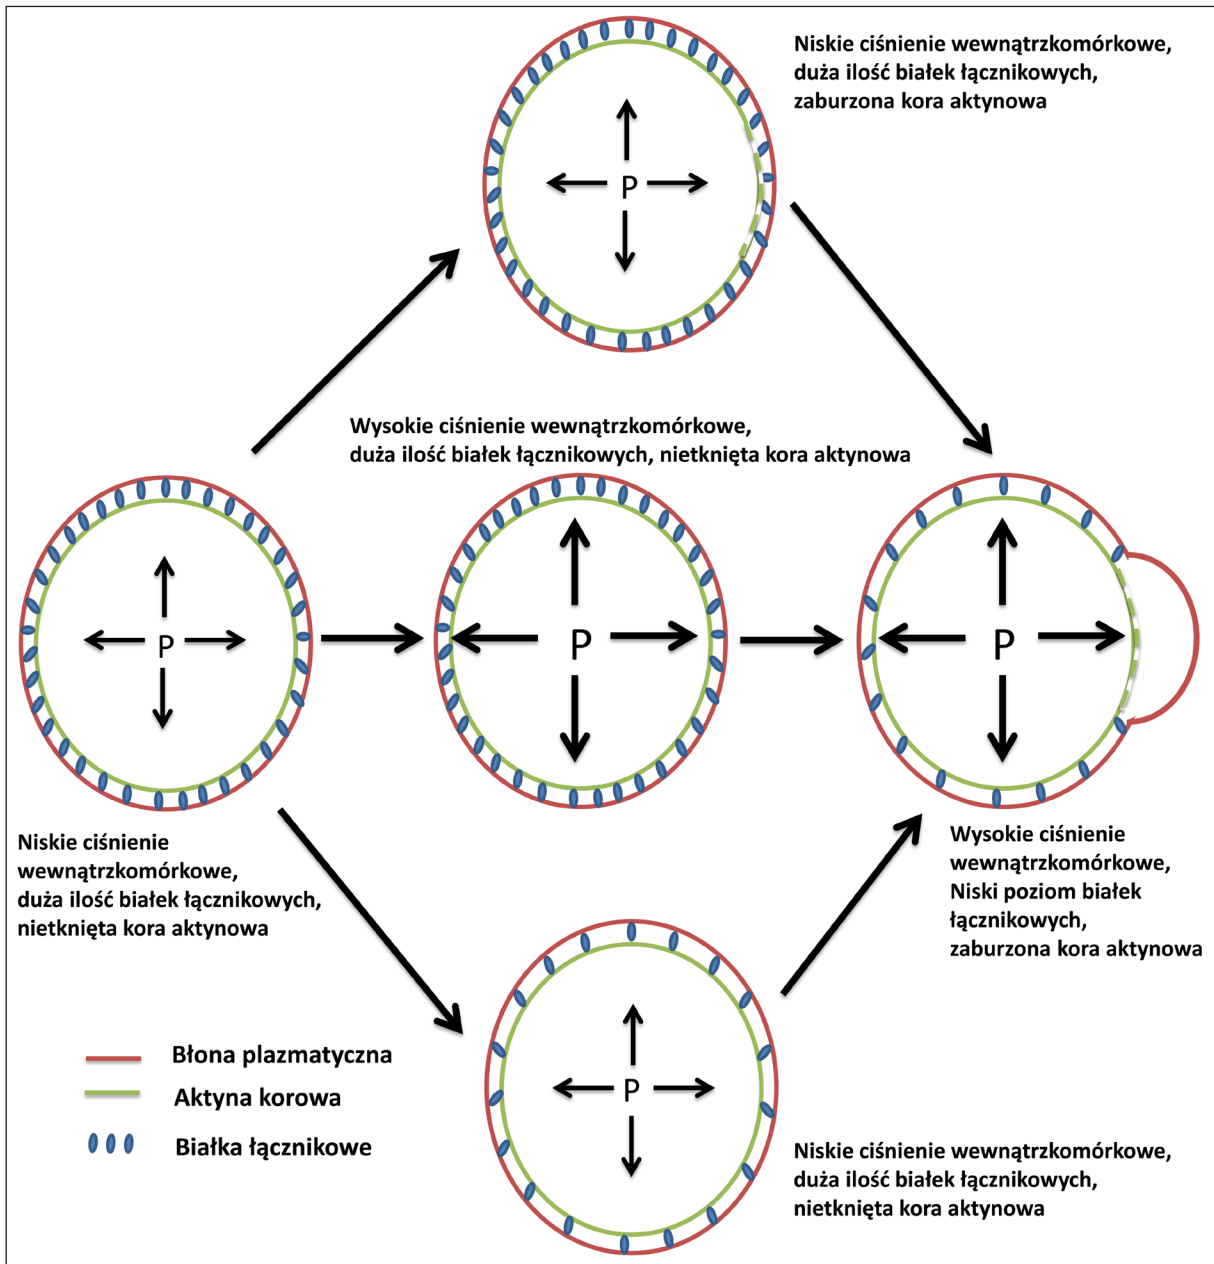 Niskie ciśnienie wewnątrzkomórkowe,
duża ilość białek łącznikowych,
zaburzona kora aktynowa
P
Wysokie ciśnienie wewnątrzkomórkowe,
duża ilość białek łącznikowych, nietknięta kora aktynowa
P
P
P
Niskie ciśnienie
wewnątrzkomórkowe,
duża ilość białek łącznikowych,
nietknięta kora aktynowa
Wysokie ciśnienie
wewnątrzkomórkowe,
Niski poziom białek
łącznikowych,
zaburzona kora aktynowa
P
Niskie ciśnienie wewnątrzkomórkowe,
duża ilość białek łącznikowych,
nietknięta kora aktynowa
Błona plazmatyczna
Aktyna korowa
Białka łącznikowe